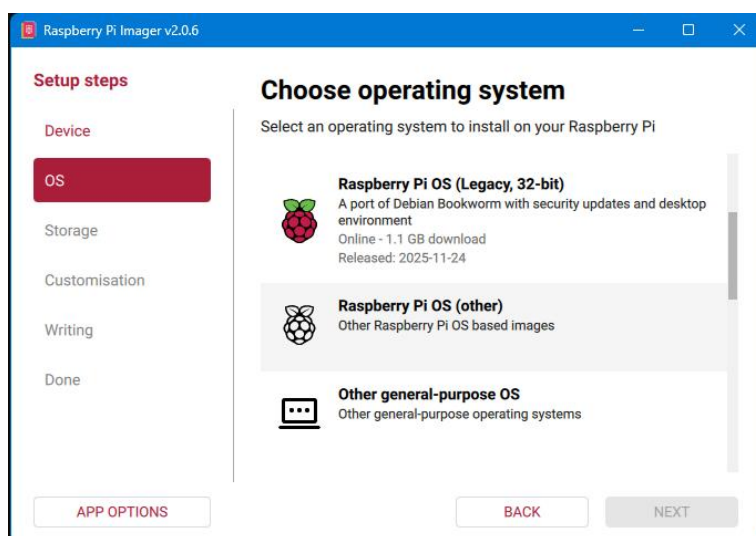 Raspberry Pi Imager v2.0.6
Setup steps
Device
OS
Storage
Customisation
Writing
Done
APP OPTIONS
Choose operating system
Select an operating system to install on your Raspberry Pi
Raspberry Pi OS (Legacy, 32-bit)
A port of Debian Bookworm with security updates and desktop
environment
Online - 1.1 GB download
Released: 2025-11-24
Raspberry Pi OS (other)
Other Raspberry Pi OS based images
Other general-purpose OS
Other general-purpose operating systems
BACK
NEXT